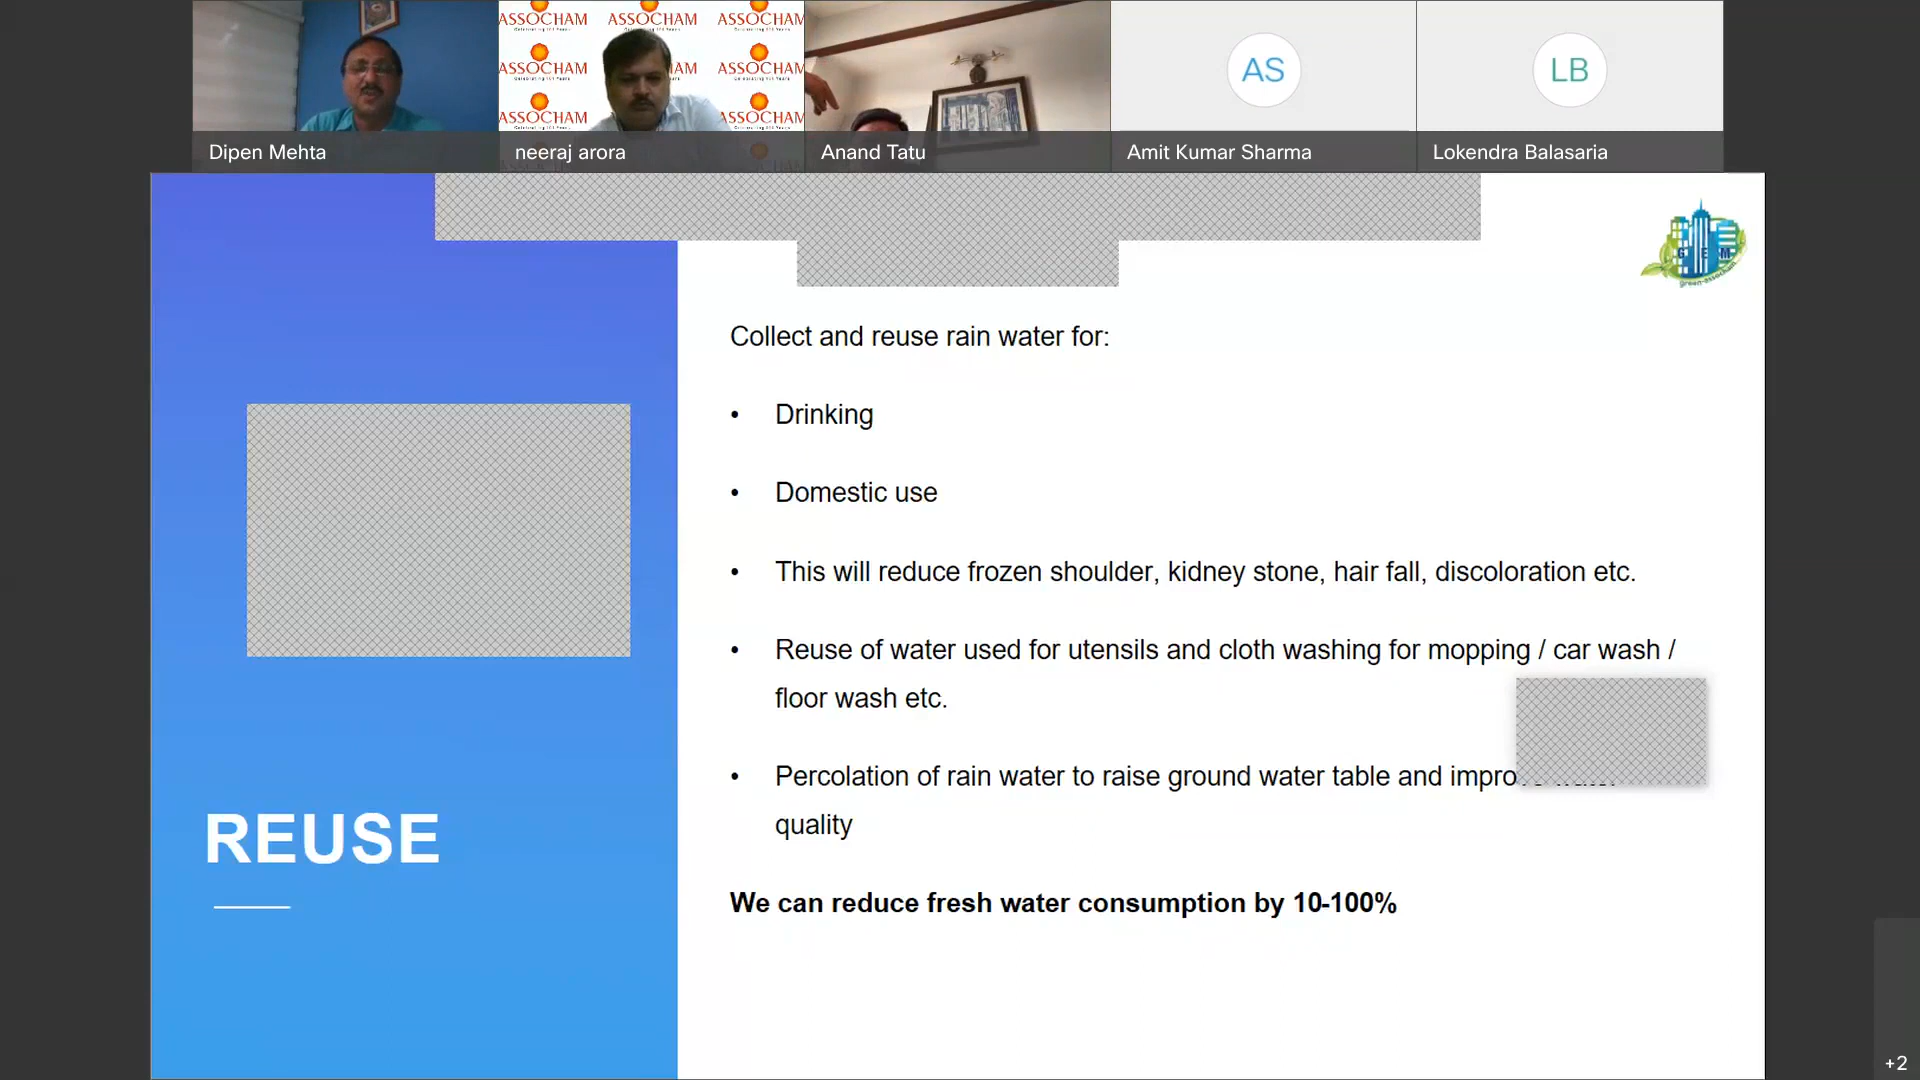 ASSOCHAM ASSOCHAM ASSOCHAM
ASSOCHAM ASSOCHAM
ASSOCHAM ASSOCHAM
AS
LB
Dipen Mehta
neeraj arora
Anand Tatu
Amit Kumar Sharma
Lokendra Balasaria
GEM
Collect and reuse rain water for:
• Drinking
• Domestic use
• This will reduce frozen shoulder, kidney stone, hair fall, discoloration etc.
• Reuse of water used for utensils and cloth washing for mopping / car wash /
floor wash etc.
• Percolation of rain water to raise ground water table and
quality
REUSE
We can reduce fresh water consumption by 10-100%
+2